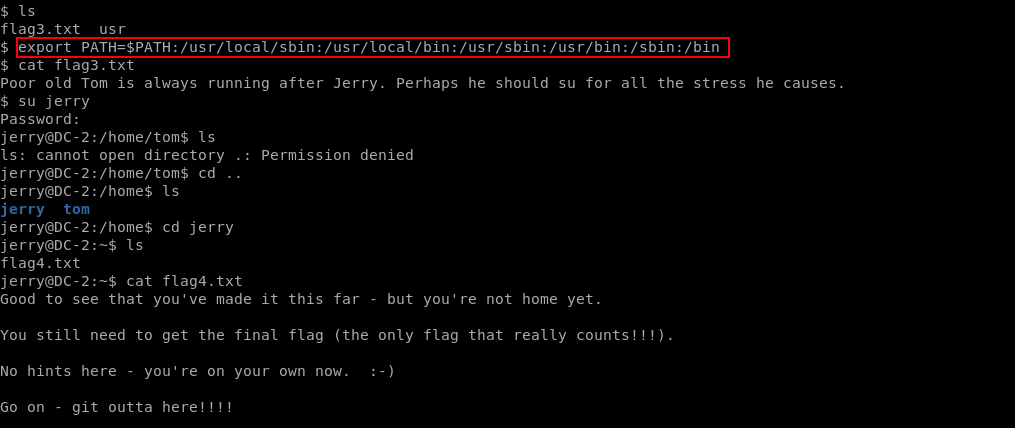 $ ls
flag3.txt  usr
$ export PATH=$PATH:/usr/local/sbin:/usr/local/bin:/usr/sbin:/usr/bin:/sbin:/bin
$ cat flag3.txt
Poor old Tom is always running after Jerry. Perhaps he should su for all the stress he causes.
$ su jerry
Password:
jerry@DC-2:/home/tom$ ls
ls: cannot open directory .: Permission denied
jerry@DC-2:/home/tom$ cd ..
jerry@DC-2:/home$ ls
jerry  tom
jerry@DC-2:/home$ cd jerry
jerry@DC-2:~$ ls
flag4.txt
jerry@DC-2:~$ cat flag4.txt
Good to see that you've made it this far - but you're not home yet.
You still need to get the final flag (the only flag that really counts!!!).
No hints here - you're on your own now.  :-)
Go on - git outta here!!!!